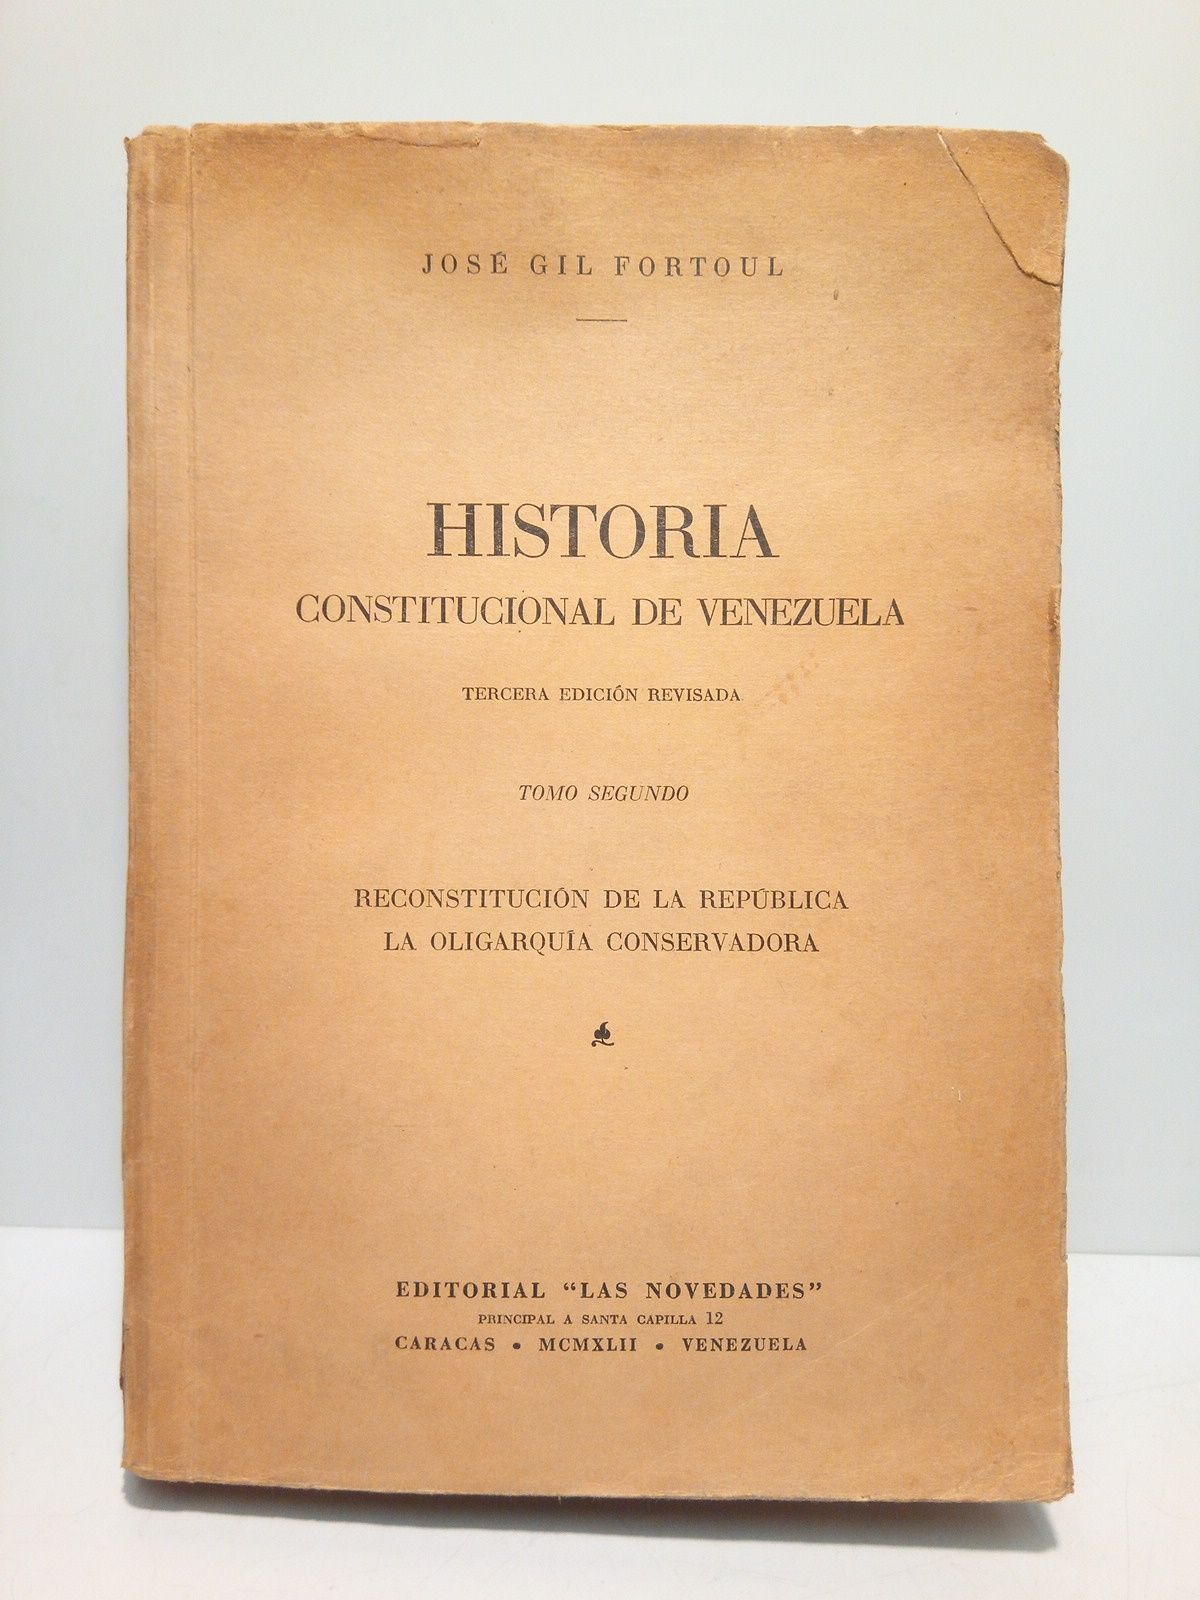 JOSÉ GIL FORTOUL
HISTORIA
CONSTITUCIONAL DE VENEZUELA
TERCERA EDICIÓN REVISADA
TOMO SEGUNDO
RECONSTITUCIÓN DE LA REPÚBLICA
LA OLIGARQUÍA CONSERVADORA
EDITORIAL “LAS NOVEDADES”
PRINCIPAL A SANTA CAPILLA 12
CARACAS • MCMXLII • VENEZUELA